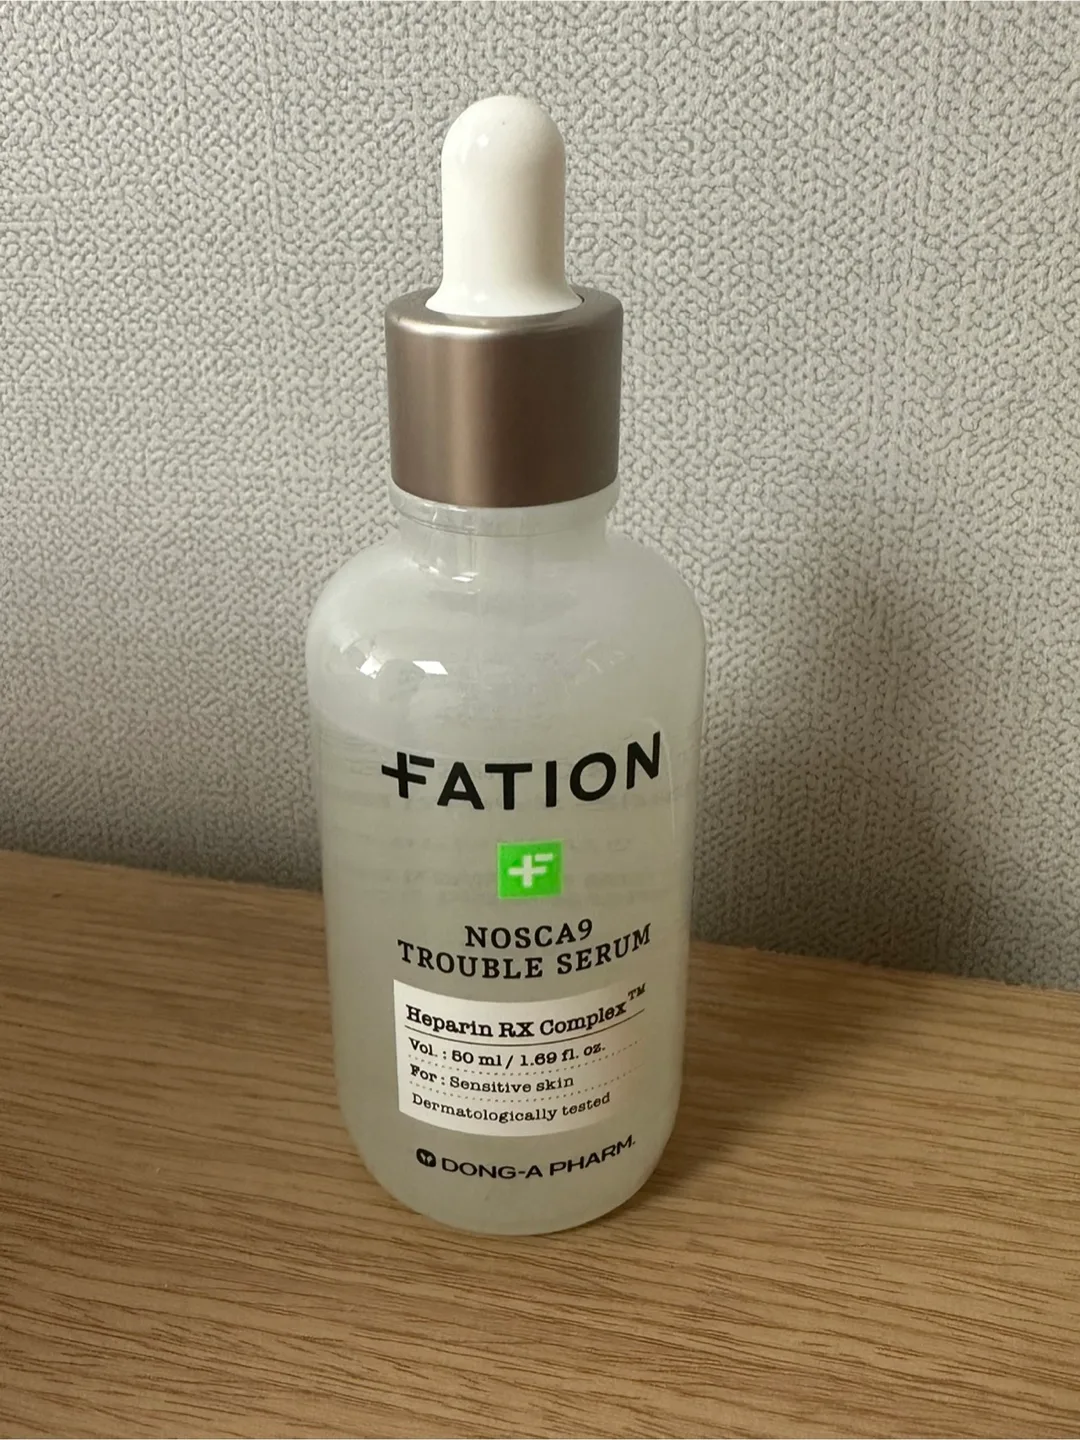 FATION
NOSCA9
TROUBLE SERUM
Heparin RX Complex™
Vol. : 50 ml / 1.69 fl. oz.
For : Sensitive skin
Dermatologically tested
DONG-A PHARM.